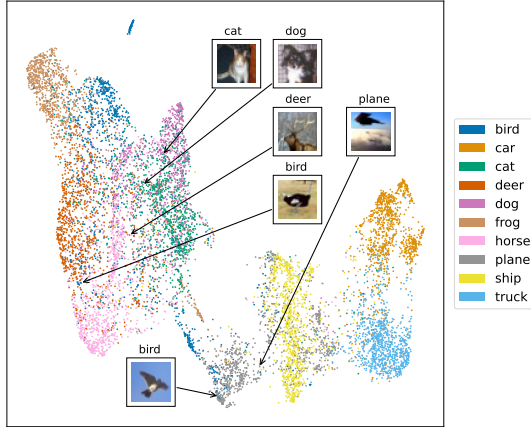 cat
dog
deer
plane
bird
bird
bird
car
cat
deer
dog
frog
horse
plane
ship
truck